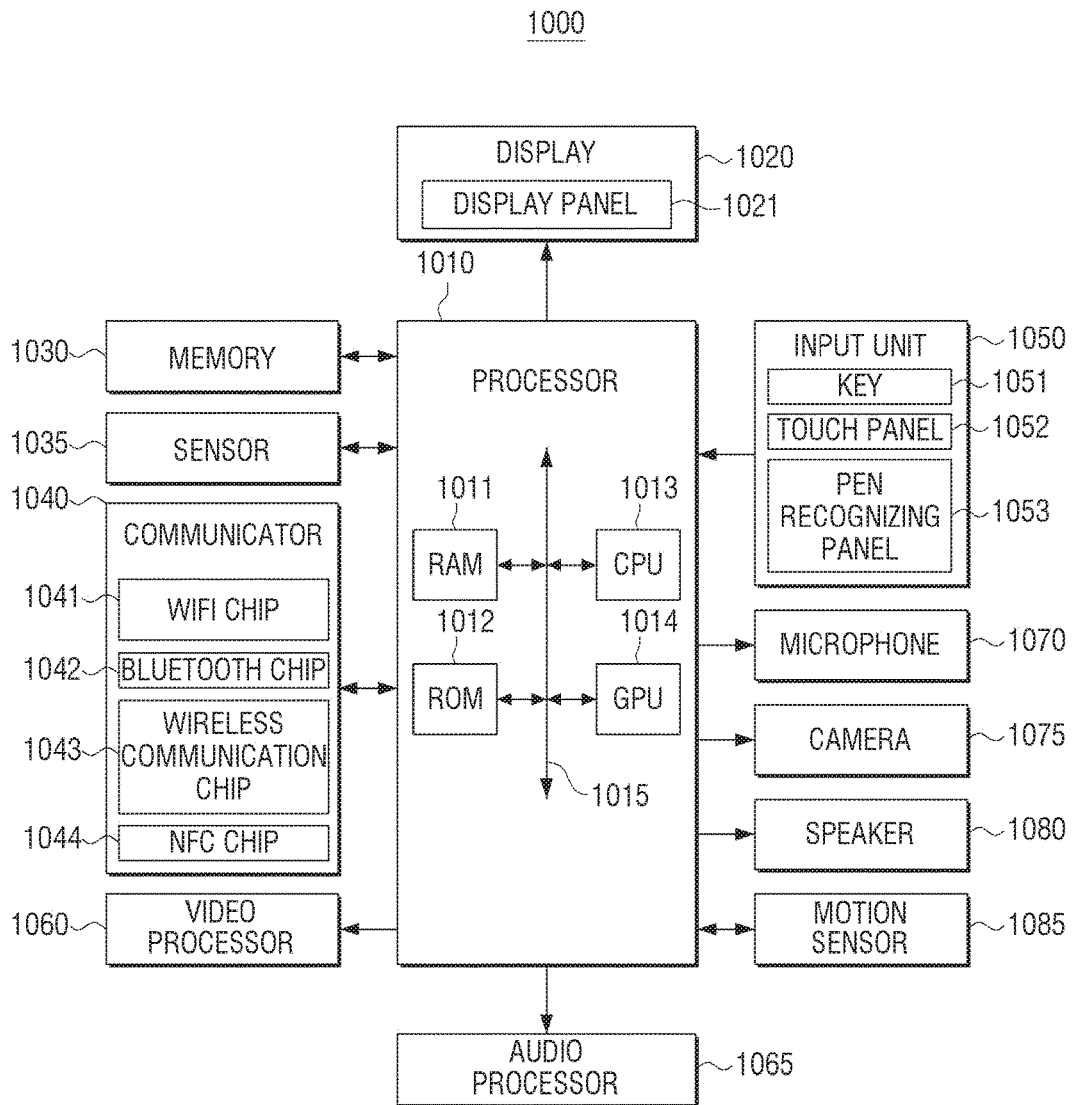 1000
DISPLAY
1020
DISPLAY PANEL
1021
1010
PROCESSOR
1030
MEMORY
1035
SENSOR
1040
COMMUNICATOR
1041
WIFI CHIP
1042
BLUETOOTH CHIP
1043
WIRELESS
COMMUNICATION
CHIP
1044
NFC CHIP
1060
VIDEO
PROCESSOR
1011
RAM
1013
CPU
1012
ROM
1014
GPU
1015
INPUT UNIT
1050
KEY
1051
TOUCH PANEL
1052
PEN
RECOGNIZING
PANEL
1053
MICROPHONE
1070
CAMERA
1075
SPEAKER
1080
MOTION
SENSOR
1085
AUDIO
PROCESSOR
1065